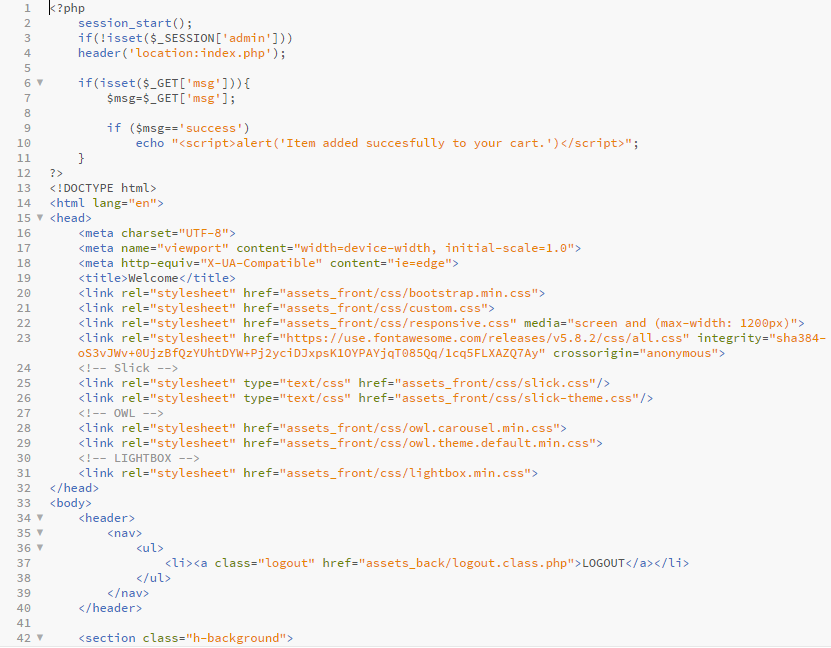 1 <?php
2 session_start();
3 if(!isset($_SESSION['admin']))
4 header('location:index.php');
5
6 if(isset($_GET['msg'])){
7 $msg=$_GET['msg'];
8
9 if ($msg=='success')
10 echo "<script>alert('Item added succesfully to your cart.')</script>";
11 }
12 ?>
13 <!DOCTYPE html>
14 <html lang="en">
15 <head>
16 <meta charset="UTF-8">
17 <meta name="viewport" content="width=device-width, initial-scale=1.0">
18 <meta http-equiv="X-UA-Compatible" content="ie=edge">
19 <title>Welcome</title>
20 <link rel="stylesheet" href="assets_front/css/bootstrap.min.css">
21 <link rel="stylesheet" href="assets_front/css/custom.css">
22 <link rel="stylesheet" href="assets_front/css/responsive.css" media="screen and (max-width: 1200px)">
23 <link rel="stylesheet" href="https://use.fontawesome.com/releases/v5.8.2/css/all.css" integrity="sha384-
oS3vJWv+0UjzBfQzYUhtDYW+Pj2yciDJxpsK1OYPAYjqT085Qq/1cq5FLXAZQ7Ay" crossorigin="anonymous">
24 <!-- Slick -->
25 <link rel="stylesheet" type="text/css" href="assets_front/css/slick.css"/>
26 <link rel="stylesheet" type="text/css" href="assets_front/css/slick-theme.css"/>
27 <!-- OWL -->
28 <link rel="stylesheet" href="assets_front/css/owl.carousel.min.css">
29 <link rel="stylesheet" href="assets_front/css/owl.theme.default.min.css">
30 <!-- LIGHTBOX -->
31 <link rel="stylesheet" href="assets_front/css/lightbox.min.css">
32 </head>
33 <body>
34 <header>
35 <nav>
36 <ul>
37 <li><a class="logout" href="assets_back/logout.class.php">LOGOUT</a></li>
38 </ul>
39 </nav>
40 </header>
41
42 <section class="h-background">